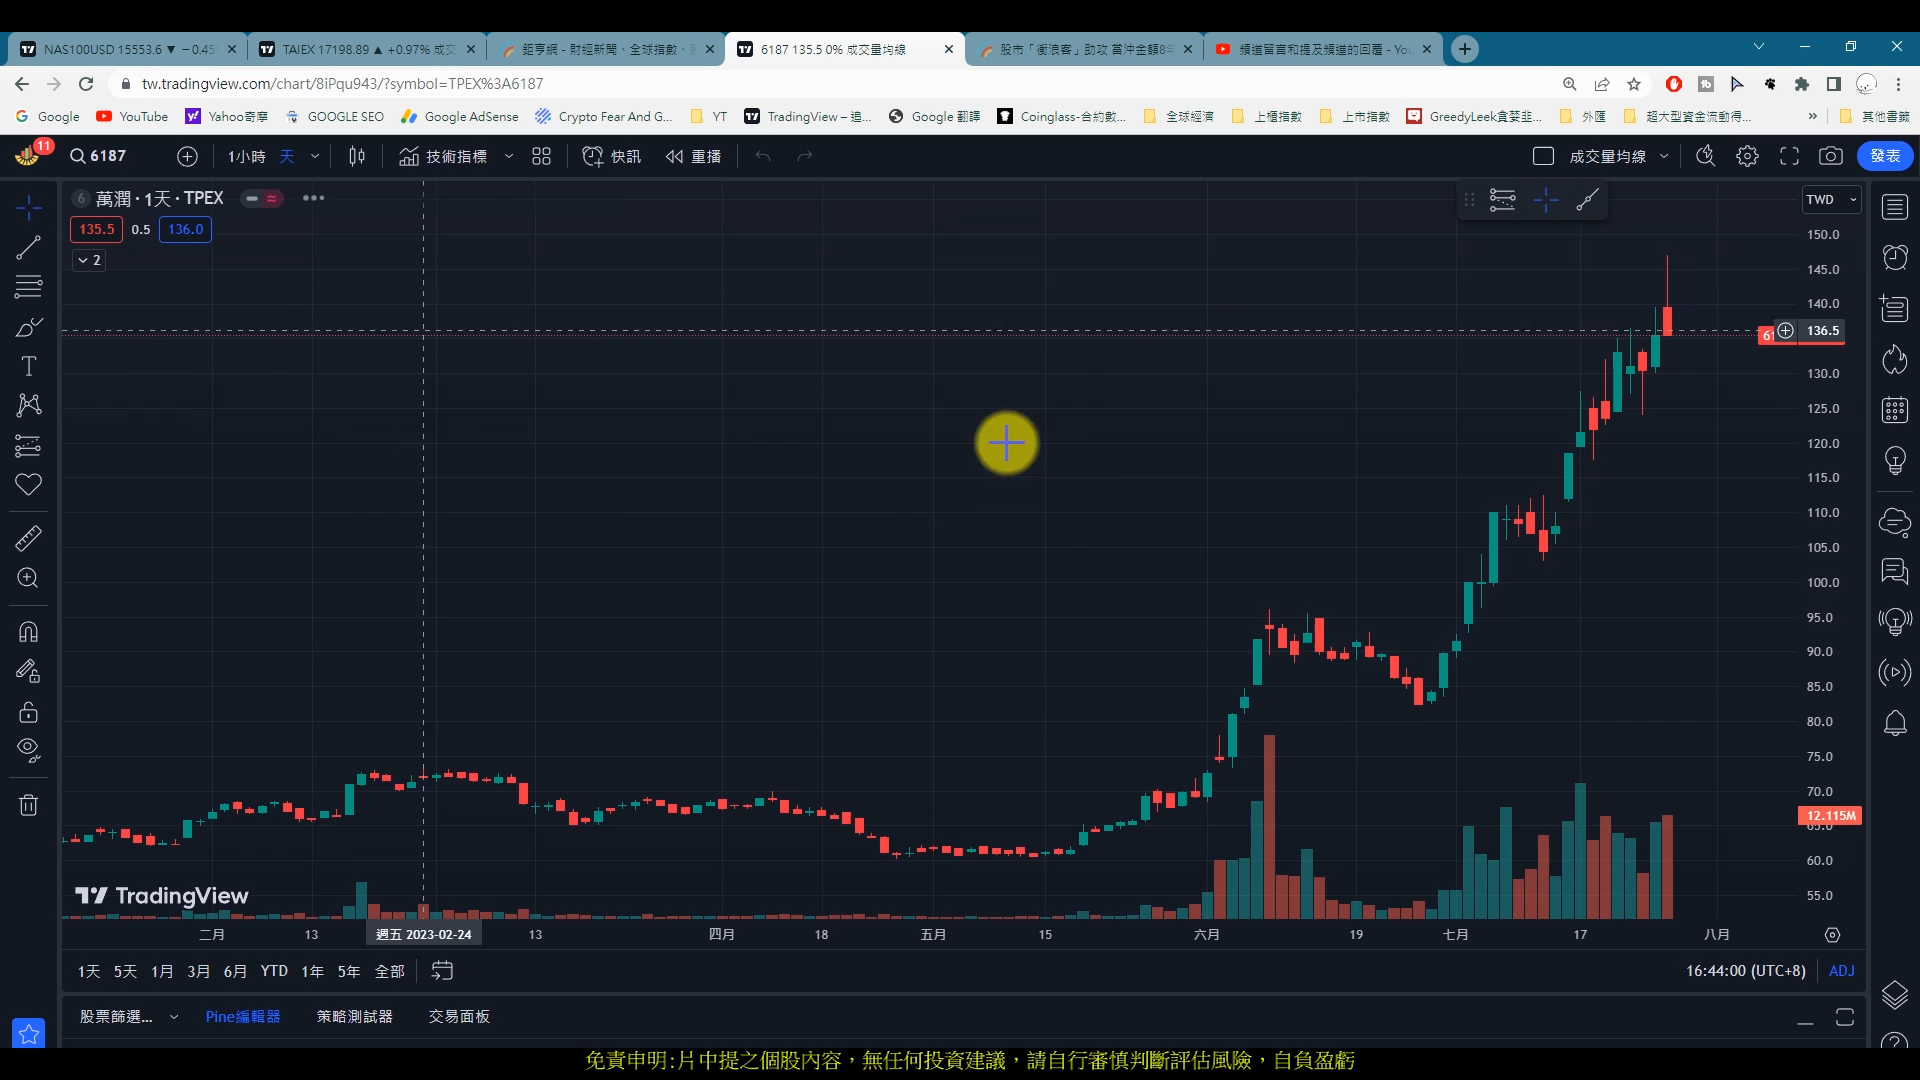 NAS100USD 15553.6 ▼ −0.45
TAIEX 17198.89 ▲ +0.97% 成交
鉅亨網 - 財經新聞、全球指數、
6187 135.5 0% 成交量均線
股市「衝浪客」助攻 當沖金額8
頻道留言和提及頻道的回覆 - You
tw.tradingview.com/chart/8iPqu943/?symbol=TPEX%3A6187
Google
YouTube
Yahoo奇摩
GOOGLE SEO
Google AdSense
Crypto Fear And G...
YT
TradingView – 追...
Google 翻譯
Coinglass-合約數...
全球經濟
上櫃指數
上市指數
GreedyLeek貪婪韭...
外匯
超大型資金流動得...
»
其他書籤
11
6187
1小時
天
技術指標
快訊
重播
成交量均線
發表
6
萬潤 · 1天 · TPEX
TWD
135.5
0.5
136.0
2
150.0
145.0
140.0
136.5
130.0
125.0
120.0
115.0
110.0
105.0
100.0
95.0
90.0
85.0
80.0
75.0
70.0
12.115M
65.0
60.0
55.0
TradingView
二月
13
週五 2023-02-24
13
四月
18
五月
15
六月
19
七月
17
八月
1天
5天
1月
3月
6月
YTD
1年
5年
全部
16:44:00 (UTC+8)
ADJ
股票篩選...
Pine編輯器
策略測試器
交易面板
免責申明:片中提之個股內容，無任何投資建議，請自行審慎判斷評估風險，自負盈虧